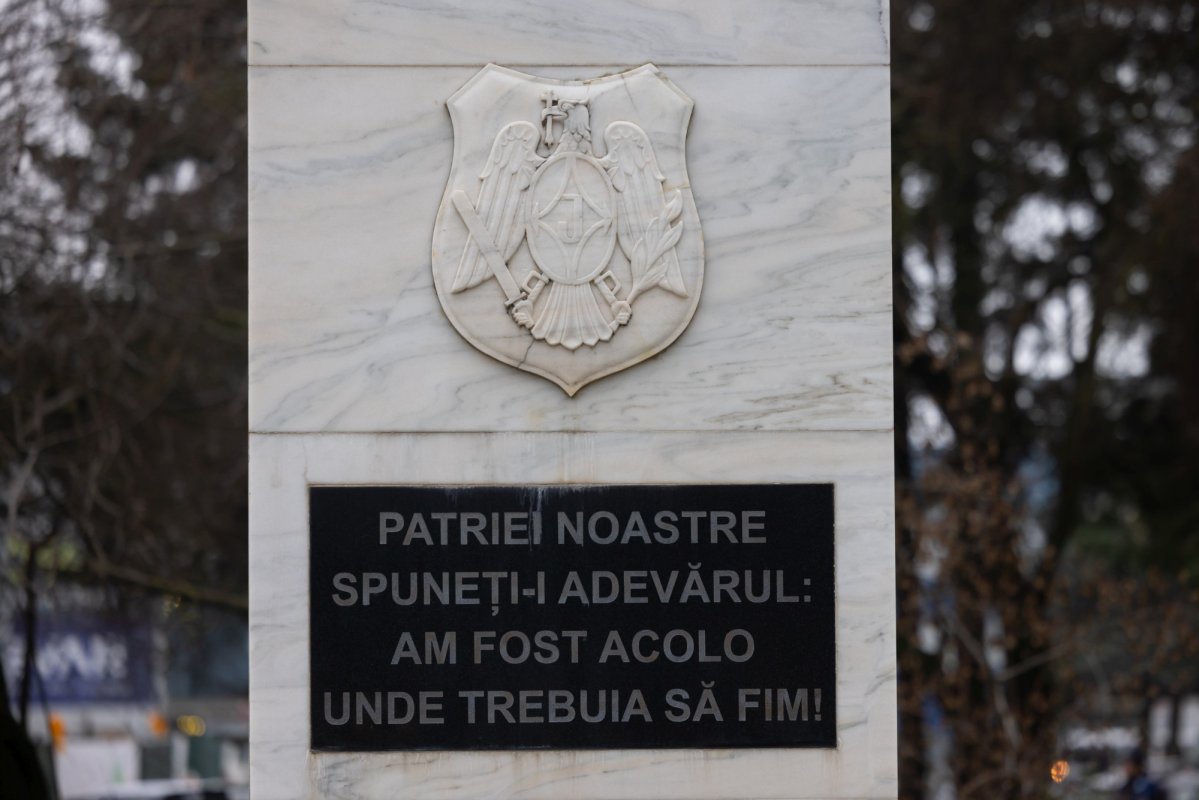 PATRIEI NOASTRE
SPUNEȚI-I ADEVĂRUL:
AM FOST ACOLO
UNDE TREBUIA SĂ FIM!